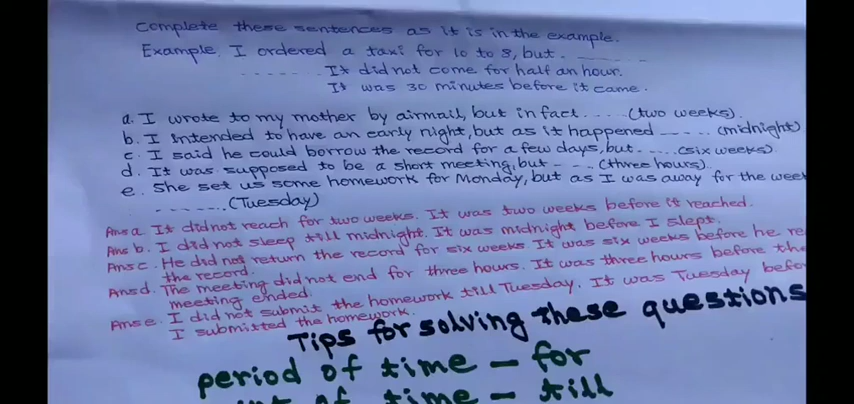 Complete these sentences as it is in the example.
Example. I ordered a taxi for 10 to 8, but .......
....... It did not come for half an hour.
It was 30 minutes before it came.
a. I wrote to my mother by airmail, but in fact .... (two weeks).
b. I intended to have an early night, but as it happened ....... (midnight)
c. I said he could borrow the record for a few days, but ....... (six weeks)
d. It was supposed to be a short meeting, but ... (three hours).
e. She set us some homework for Monday, but as I was away for the week
....... (Tuesday)
Ans a. It did not reach for two weeks. It was two weeks before it reached.
Ans b. I did not sleep till midnight. It was midnight before I slept.
Ans c. He did not return the record for six weeks. It was six weeks before he re
the record.
Ans d. The meeting did not end for three hours. It was three hours before the
meeting ended.
Ans e. I did not submit the homework till Tuesday. It was Tuesday befo
I submitted the homework.
Tips for solving these questions
period of time – for
of time – till